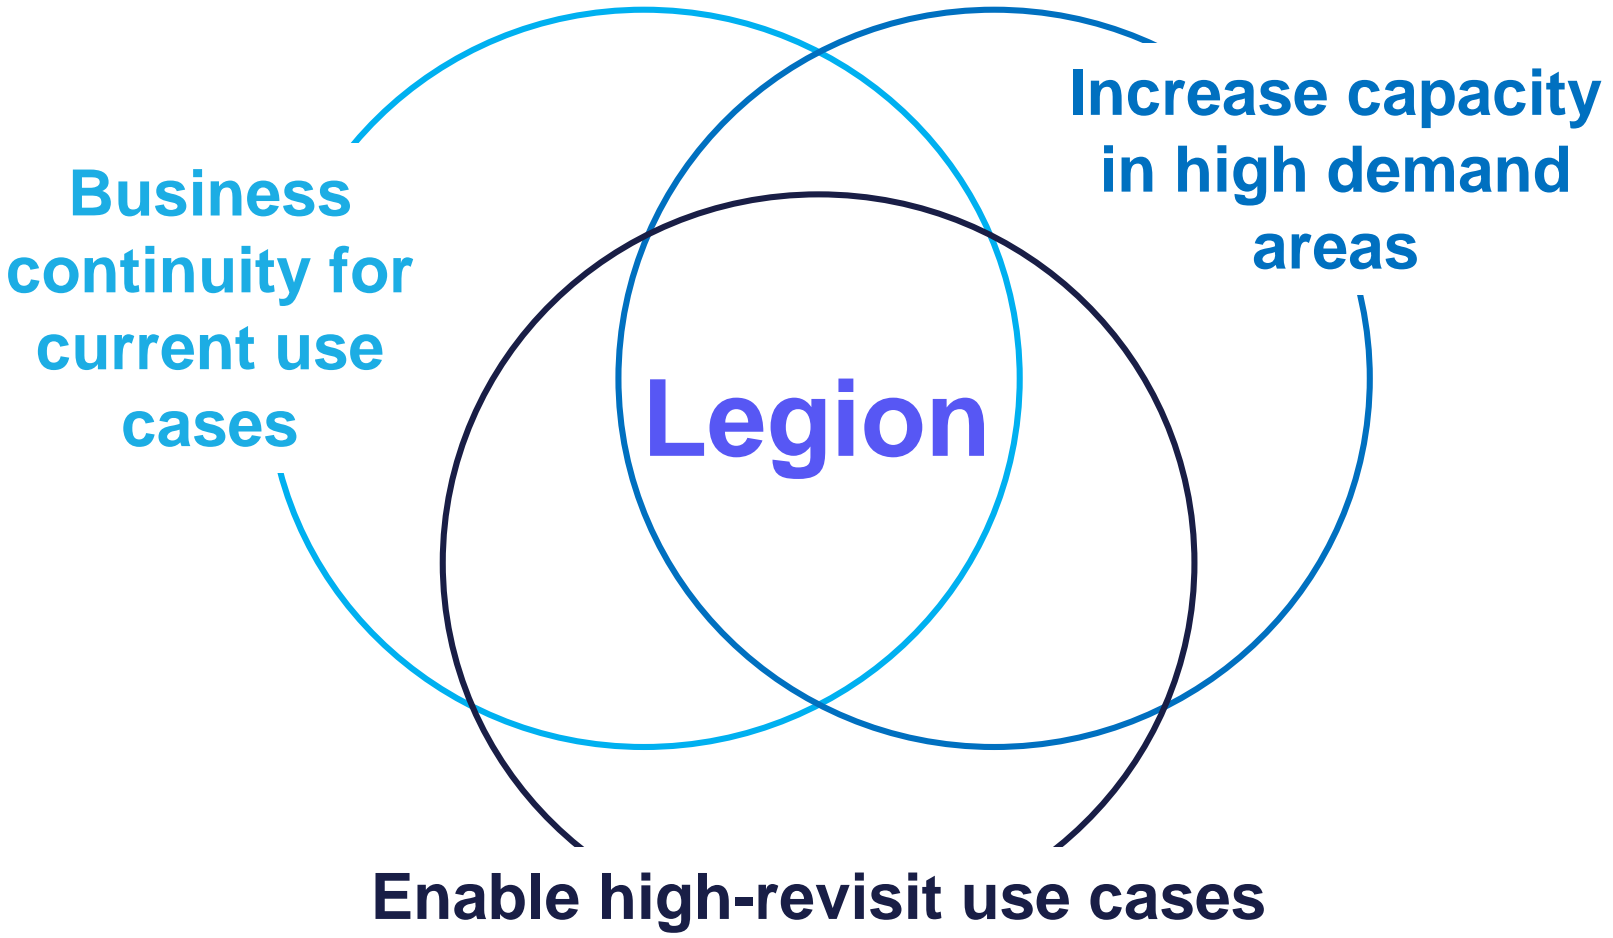 Business
continuity for
current use
cases
Increase capacity
in high demand
areas
Legion
Enable high-revisit use cases